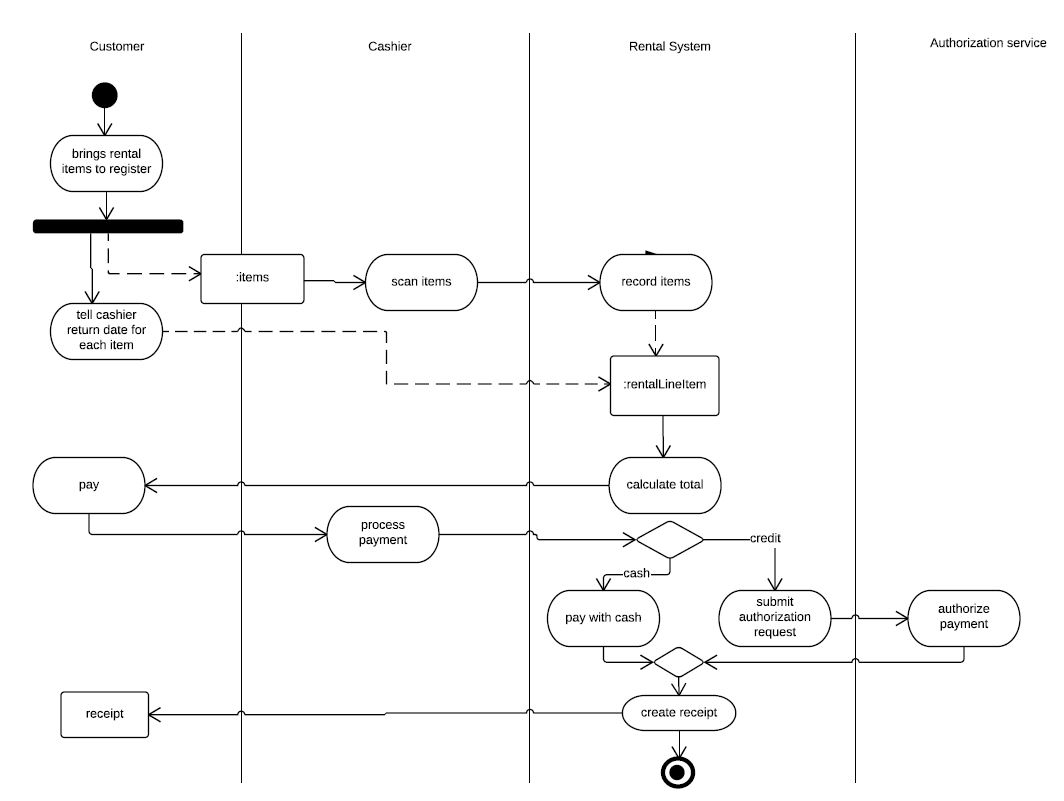 Customer
Cashier
Rental System
Authorization service
brings rental
items to register
:items
scan items
record items
tell cashier
return date for
each item
:rentalLineItem
pay
calculate total
process
payment
credit
cash
pay with cash
submit
authorization
request
authorize
payment
receipt
create receipt